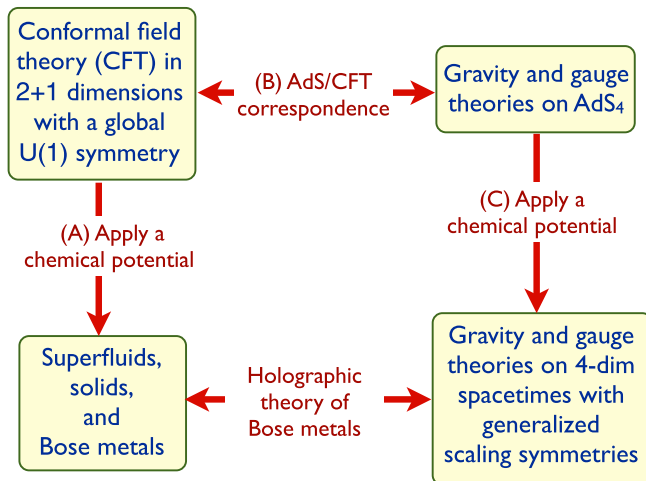 Conformal field
theory (CFT) in
2+1 dimensions
with a global
U(1) symmetry
(B) AdS/CFT
correspondence
Gravity and gauge
theories on AdS₄
(A) Apply a
chemical potential
(C) Apply a
chemical potential
Superfluids,
solids,
and
Bose metals
Holographic
theory of
Bose metals
Gravity and gauge
theories on 4-dim
spacetimes with
generalized
scaling symmetries